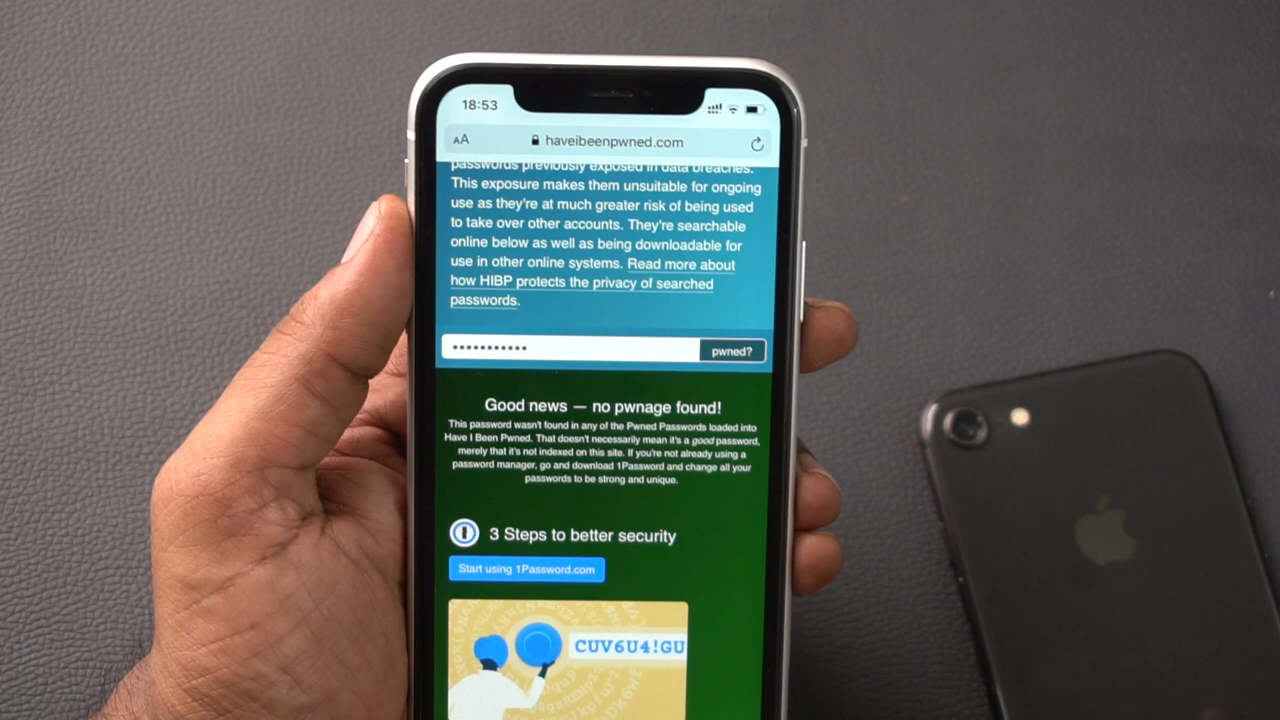 18:53
AA
haveibeenpwned.com
passwords previously exposed in data breaches.
This exposure makes them unsuitable for ongoing
use as they're at much greater risk of being used
to take over other accounts. They're searchable
online below as well as being downloadable for
use in other online systems. Read more about
how HIBP protects the privacy of searched
passwords.
•••••••••••
pwned?
Good news — no pwnage found!
This password wasn't found in any of the Pwned Passwords loaded into
Have I Been Pwned. That doesn't necessarily mean it's a good password,
merely that it's not indexed on this site. If you're not already using a
password manager, go and download 1Password and change all your
passwords to be strong and unique.
3 Steps to better security
Start using 1Password.com
CUV6U4!GU